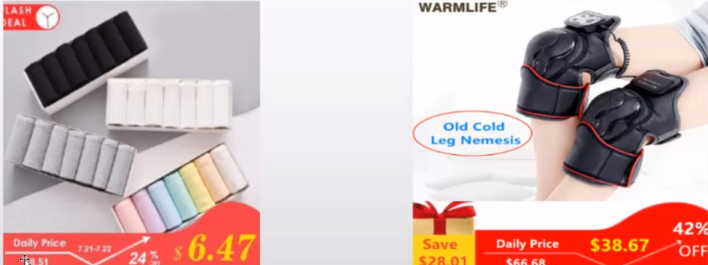 FLASH
DEAL
Daily Price
7.21-7.22
24%
$6.47
WARMLIFE®
Old Cold
Leg Nemesis
Save
$28.01
Daily Price
$66.68
$38.67
42%
OFF